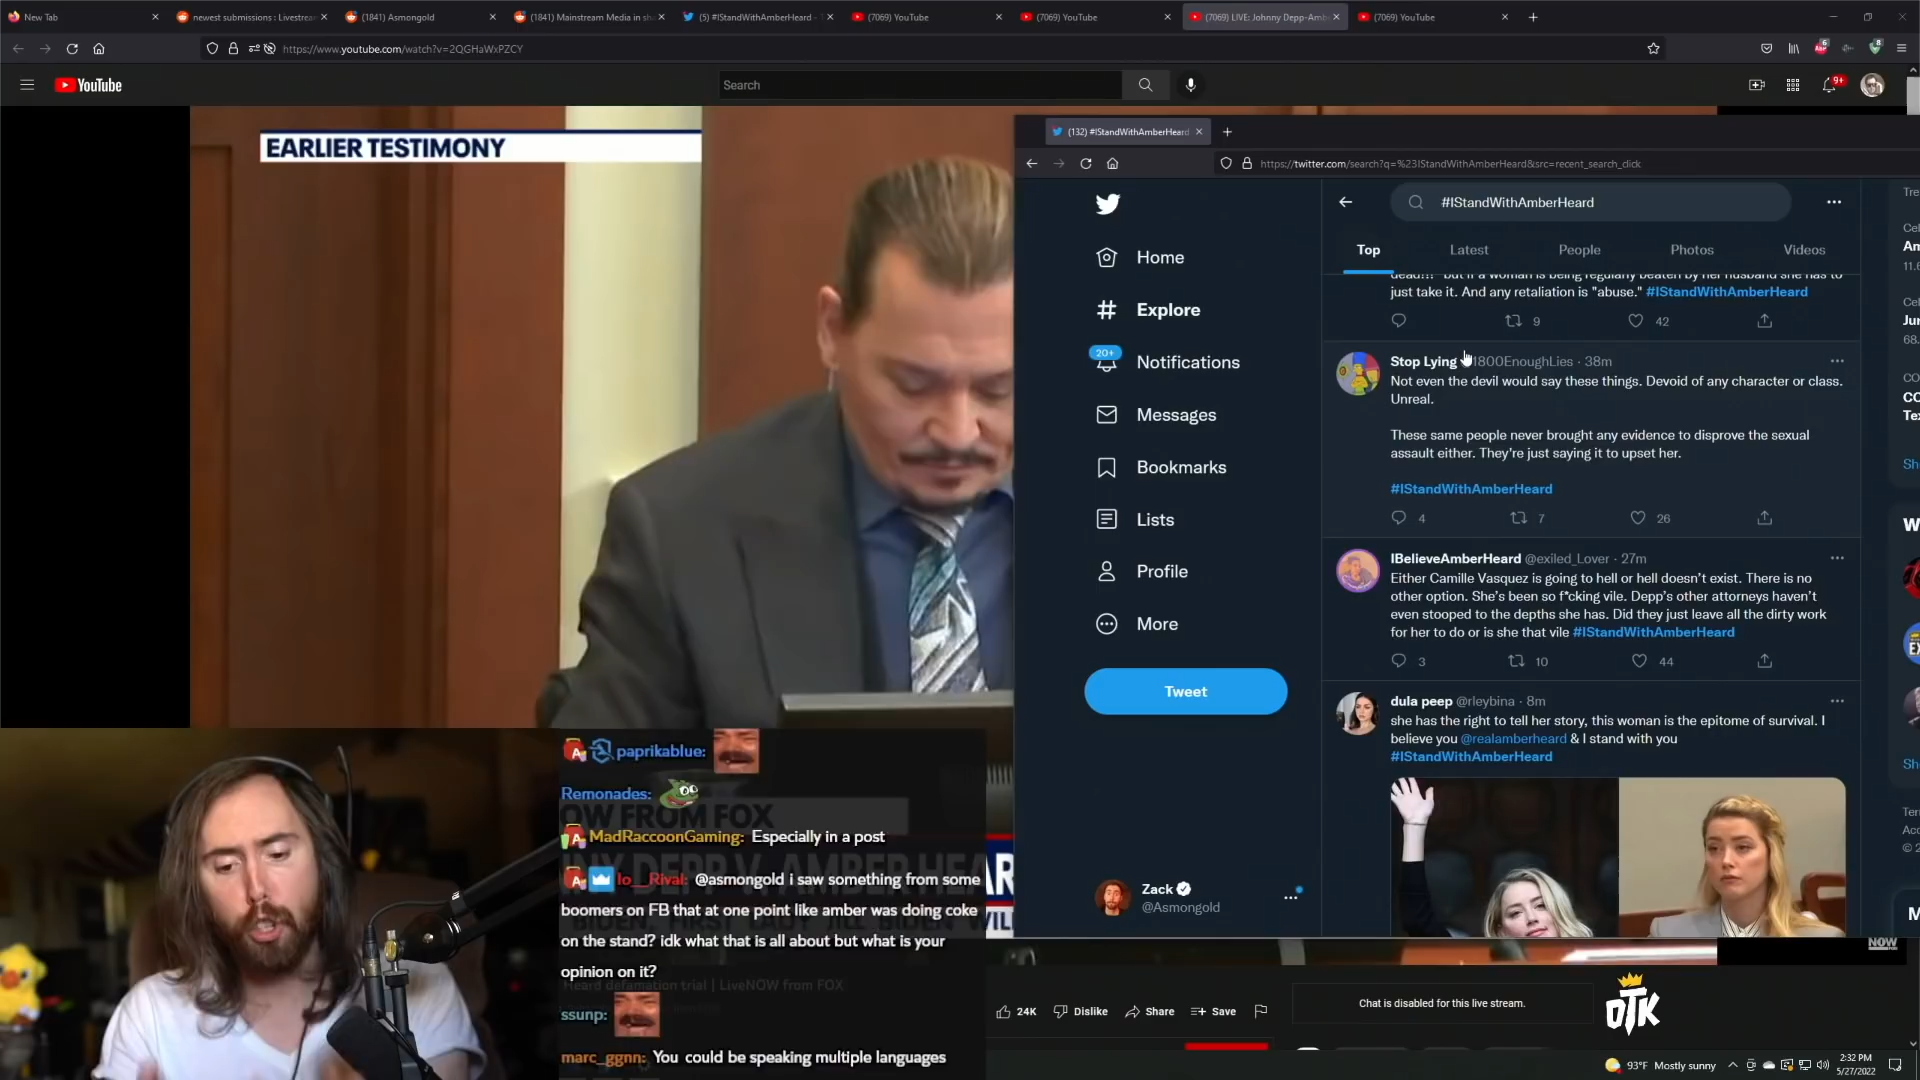 New Tab
newest submissions : Livestrea
(1841) Asmongold
(1841) Mainstream Media in sh
(5) #IStandWithAmberHeard - T
(7069) YouTube
(7069) YouTube
(7069) LIVE: Johnny Depp-Amb
(7069) YouTube
https://www.youtube.com/watch?v=2QGHaWxPZCY
YouTube
Search
9+
EARLIER TESTIMONY
(132) #IStandWithAmberHeard
https://twitter.com/search?q=%23IStandWithAmberHeard&src=recent_search_click
#IStandWithAmberHeard
Top
Latest
People
Photos
Videos
Home
Explore
20+
Notifications
Messages
Bookmarks
Lists
Profile
More
Tweet
Zack
@Asmongold
dead!!! but if a woman is being regularly beaten by her husband she has to
just take it. And any retaliation is "abuse." #IStandWithAmberHeard
9
42
Stop Lying 1800EnoughLies · 38m
Not even the devil would say these things. Devoid of any character or class.
Unreal.
These same people never brought any evidence to disprove the sexual
assault either. They're just saying it to upset her.
#IStandWithAmberHeard
4
7
26
IBelieveAmberHeard @exiled_Lover · 27m
Either Camille Vasquez is going to hell or hell doesn't exist. There is no
other option. She's been so f*cking vile. Depp's other attorneys haven't
even stooped to the depths she has. Did they just leave all the dirty work
for her to do or is she that vile #IStandWithAmberHeard
3
10
44
dula peep @rleybina · 8m
she has the right to tell her story, this woman is the epitome of survival. I
believe you @realamberheard & I stand with you
#IStandWithAmberHeard
paprikablue:
Remonades:
OW FROM FOX
MadRaccoonGaming: Especially in a post
NY DEPP V. AMBER HEAR
Io__Rival: @asmongold i saw something from some
boomers on FB that at one point like amber was doing coke
on the stand? idk what that is all about but what is your
opinion on it?
Heard defamation trial | LiveNOW from FOX
ssunp:
marc_ggnn: You could be speaking multiple languages
NOW
24K
Dislike
Share
Save
Chat is disabled for this live stream.
OTK
93°F Mostly sunny
2:32 PM
5/27/2022